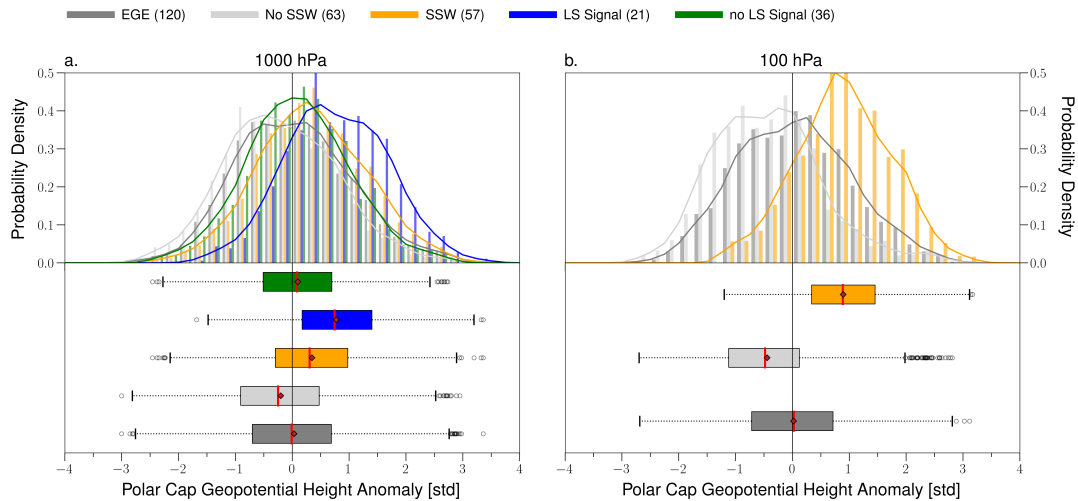 EGE (120) No SSW (63) SSW (57) LS Signal (21) no LS Signal (36)
a. 1000 hPa b. 100 hPa
0.5 0.5
0.4 0.4
0.3 0.3
0.2 0.2
0.1 0.1
0.0 0.0
Probability Density
Probability Density
−4 −3 −2 −1 0 1 2 3 4 −4 −3 −2 −1 0 1 2 3 4
Polar Cap Geopotential Height Anomaly [std] Polar Cap Geopotential Height Anomaly [std]